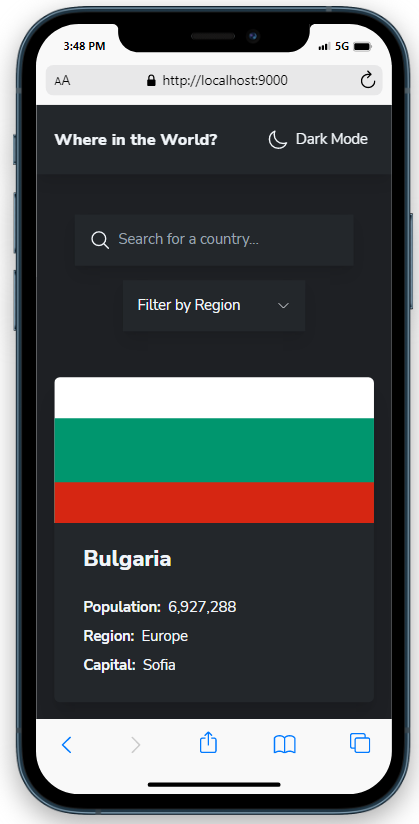 3:48 PM 5G
AA http://localhost:9000
Where in the World? Dark Mode
Search for a country...
Filter by Region
Bulgaria
Population: 6,927,288
Region: Europe
Capital: Sofia